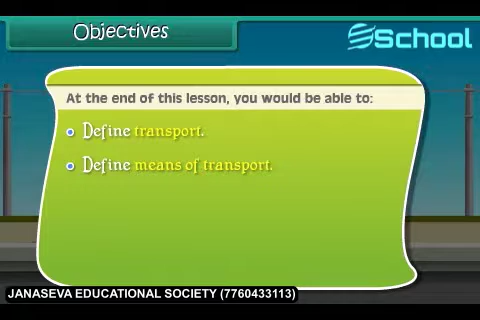 Objectives
School
At the end of this lesson, you would be able to:
Define transport.
Define means of transport.
JANASEVA EDUCATIONAL SOCIETY (7760433113)